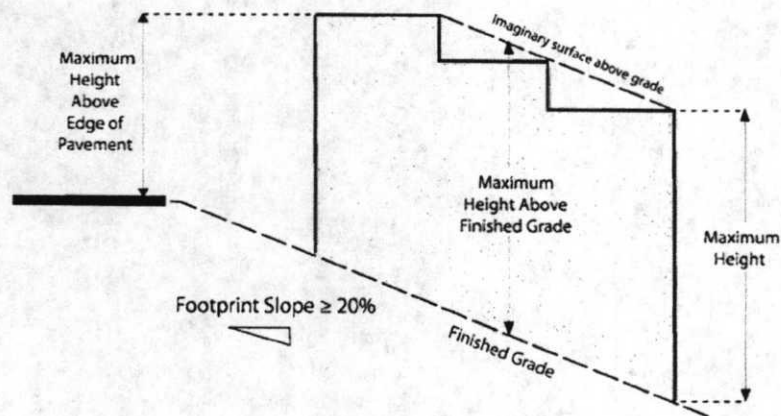 Maximum
Height
Above
Edge of
Pavement
Imaginary surface above grade
Maximum
Height Above
Finished Grade
Maximum
Height
Footprint Slope ≥ 20%
Finished Grade